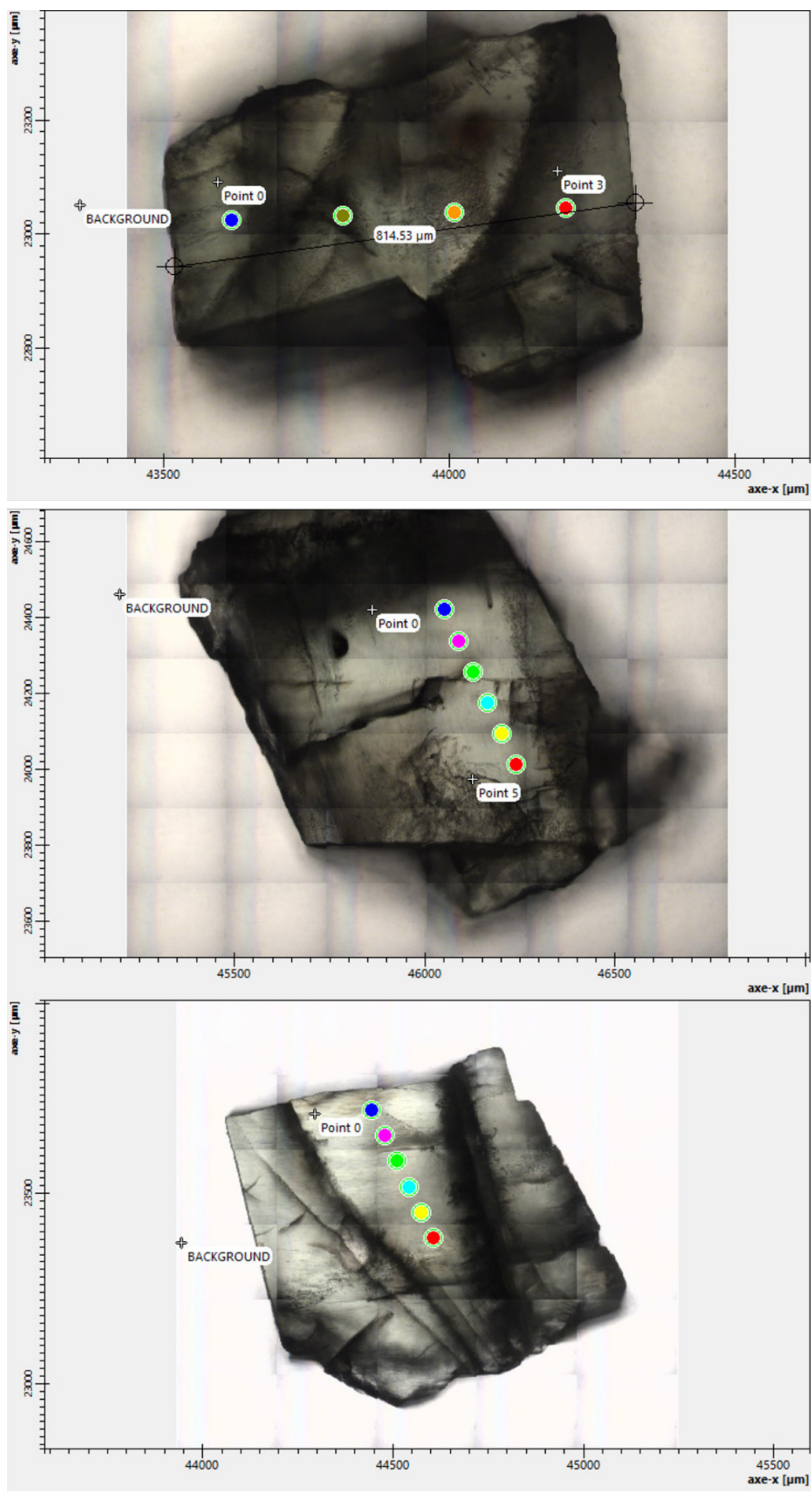 axe-y [µm]
23200
23000
22800
BACKGROUND
Point 0
Point 3
814.53 µm
43500
44000
44500
axe-x [µm]
axe-y [µm]
24600
24400
24200
24000
23800
23600
BACKGROUND
Point 0
Point 5
45500
46000
46500
axe-x [µm]
axe-y [µm]
23500
23000
Point 0
BACKGROUND
44000
44500
45000
45500
axe-x [µm]